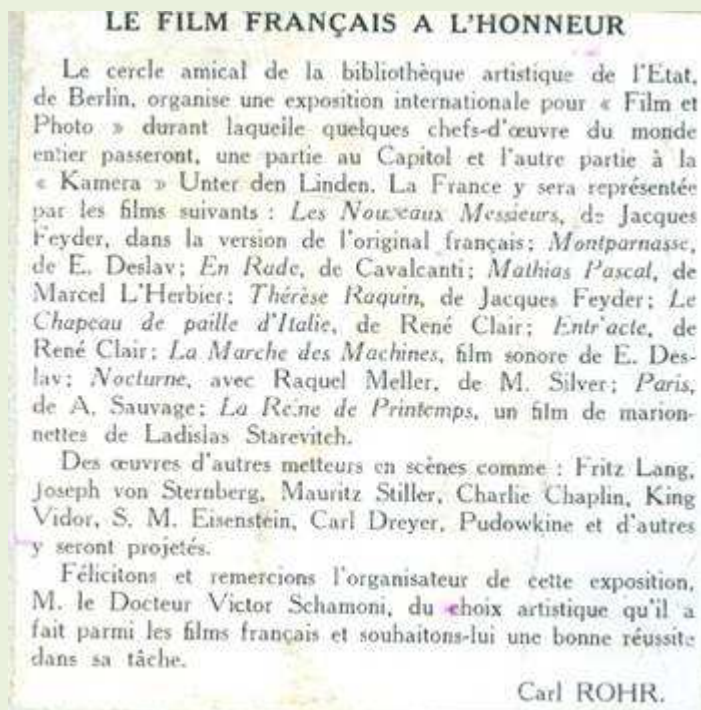 LE FILM FRANÇAIS A L'HONNEUR
Le cercle amical de la bibliothèque artistique de l'Etat,
de Berlin, organise une exposition internationale pour « Film et
Photo » durant laquelle quelques chefs-d'œuvre du monde
entier passeront, une partie au Capitol et l'autre partie à la
« Kamera » Unter den Linden. La France y sera représentée
par les films suivants : Les Nouveaux Messieurs, de Jacques
Feyder, dans la version de l'original français; Montparnasse,
de E. Deslav; En Rade, de Cavalcanti; Mathias Pascal, de
Marcel L'Herbier; Thérèse Raquin, de Jacques Feyder; Le
Chapeau de paille d'Italie, de René Clair; Entr'acte, de
René Clair; La Marche des Machines, film sonore de E. Des-
lav; Nocturne, avec Raquel Meller, de M. Silver; Paris,
de A. Sauvage; La Reine de Printemps, un film de marion-
nettes de Ladislas Starevitch.
Des œuvres d'autres metteurs en scènes comme : Fritz Lang,
Joseph von Sternberg, Mauritz Stiller, Charlie Chaplin, King
Vidor, S. M. Eisenstein, Carl Dreyer, Pudowkine et d'autres
y seront projetés.
Félicitons et remercions l'organisateur de cette exposition,
M. le Docteur Victor Schamoni, du choix artistique qu'il a
fait parmi les films français et souhaitons-lui une bonne réussite
dans sa tâche.
Carl ROHR.